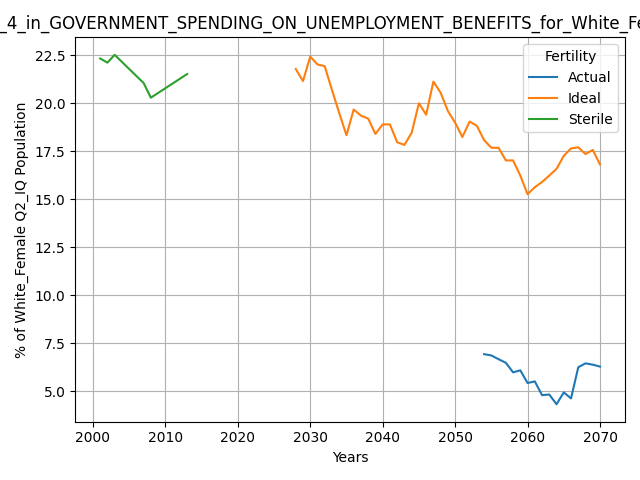 _4_in_GOVERNMENT_SPENDING_ON_UNEMPLOYMENT_BENEFITS_for_White_Fe
22.5
20.0
17.5
15.0
12.5
10.0
7.5
5.0
% of White_Female Q2_IQ Population
Fertility
Actual
Ideal
Sterile
2000 2010 2020 2030 2040 2050 2060 2070
Years